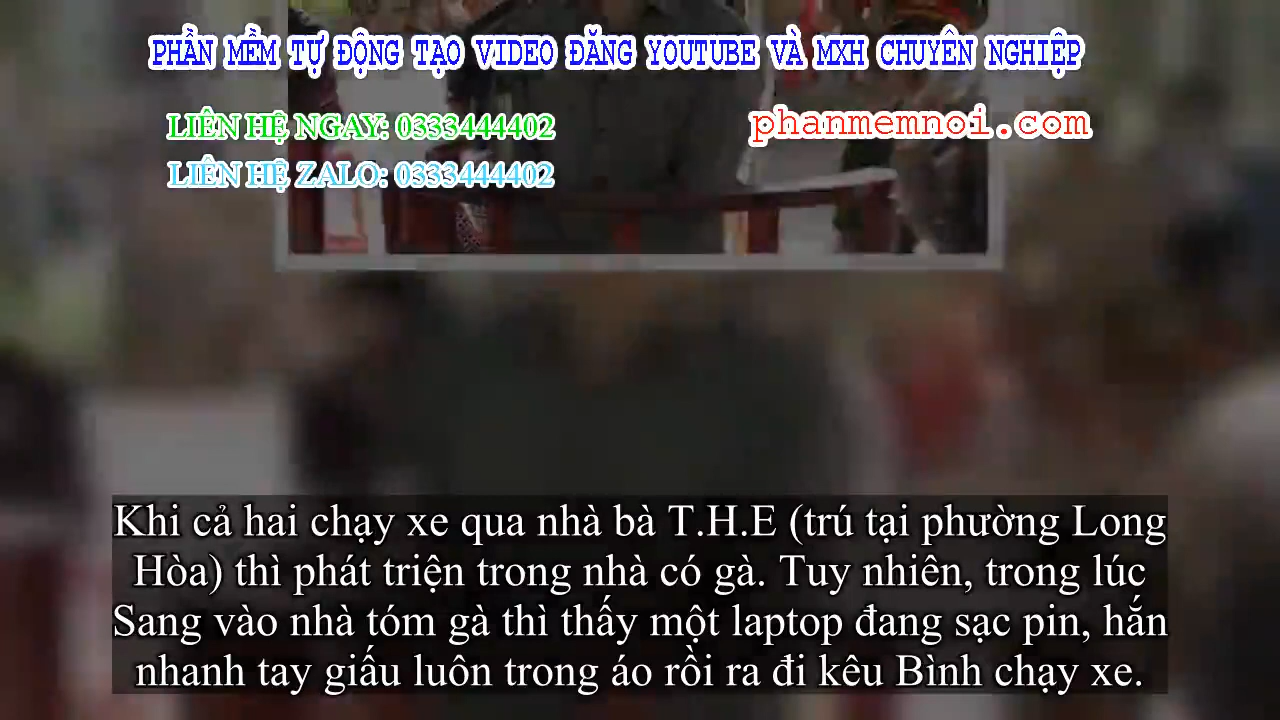 PHẦN MỀM TỰ ĐỘNG TẠO VIDEO ĐĂNG YOUTUBE VÀ MXH CHUYÊN NGHIỆP
LIÊN HỆ NGAY: 0333444402
phanmemnoi.com
LIÊN HỆ ZALO: 0333444402
Khi cả hai chạy xe qua nhà bà T.H.E (trú tại phường Long
Hòa) thì phát triện trong nhà có gà. Tuy nhiên, trong lúc
Sang vào nhà tóm gà thì thấy một laptop đang sạc pin, hắn
nhanh tay giấu luôn trong áo rồi ra đi kêu Bình chạy xe.